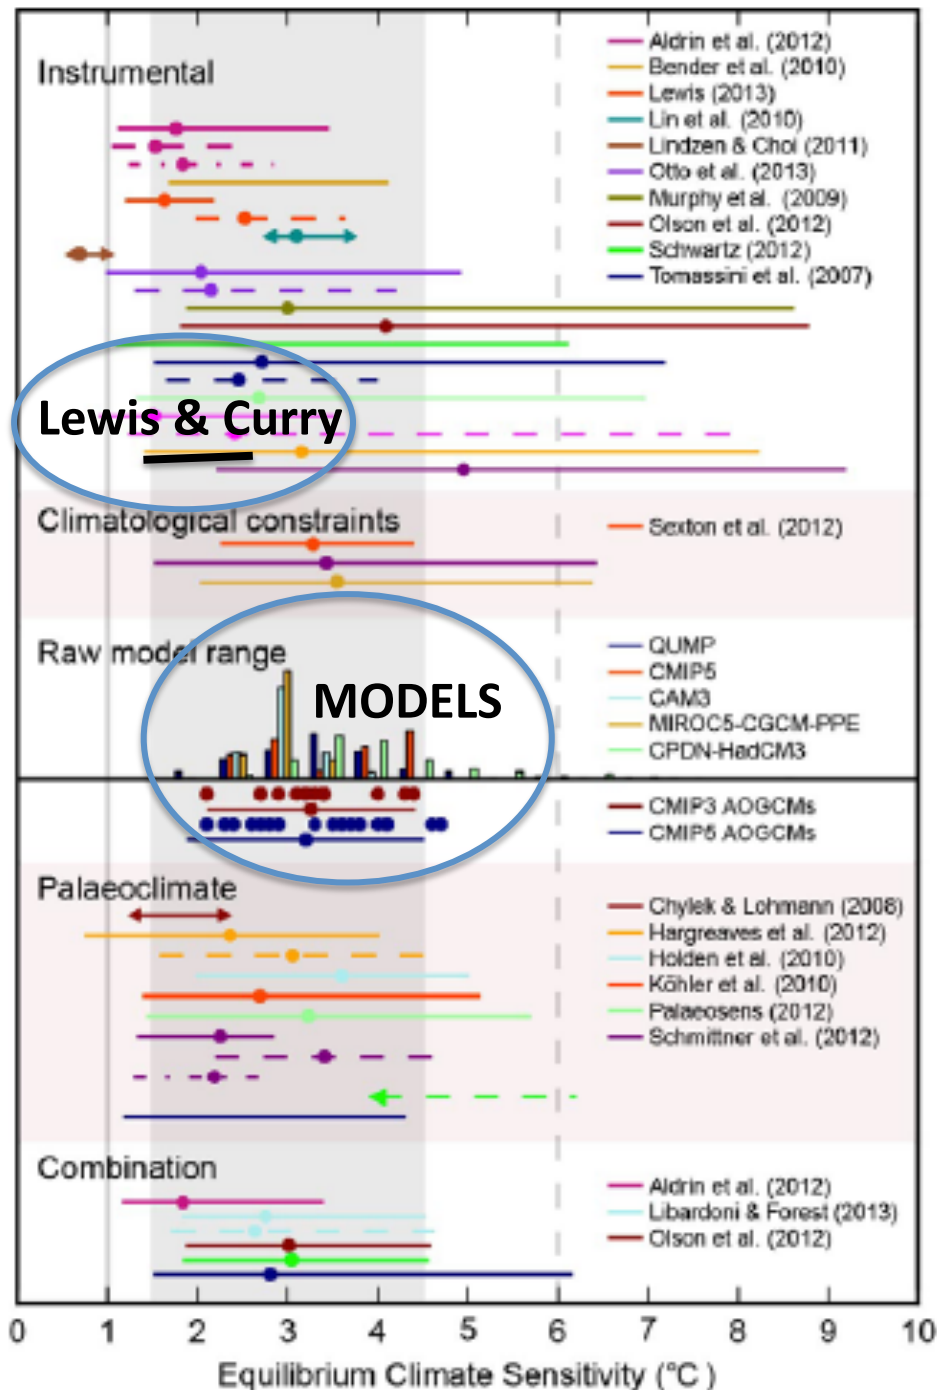 Instrumental
Aldrin et al. (2012)
Bender et al. (2010)
Lewis (2013)
Lin et al. (2010)
Lindzen & Choi (2011)
Otto et al. (2013)
Murphy et al. (2009)
Olson et al. (2012)
Schwartz (2012)
Tomassini et al. (2007)
Lewis & Curry
Climatological constraints
Sexton et al. (2012)
Raw model range
MODELS
QUMP
CMIP5
CAM3
MIROC5-CGCM-PPE
CPDN-HadCM3
CMIP3 AOGCMs
CMIP5 AOGCMs
Palaeoclimate
Chylek & Lohmann (2008)
Hargreaves et al. (2012)
Holden et al. (2010)
Köhler et al. (2010)
Palaeosens (2012)
Schmittner et al. (2012)
Combination
Aldrin et al. (2012)
Libardoni & Forest (2013)
Olson et al. (2012)
0 1 2 3 4 5 6 7 8 9 10
Equilibrium Climate Sensitivity (°C )